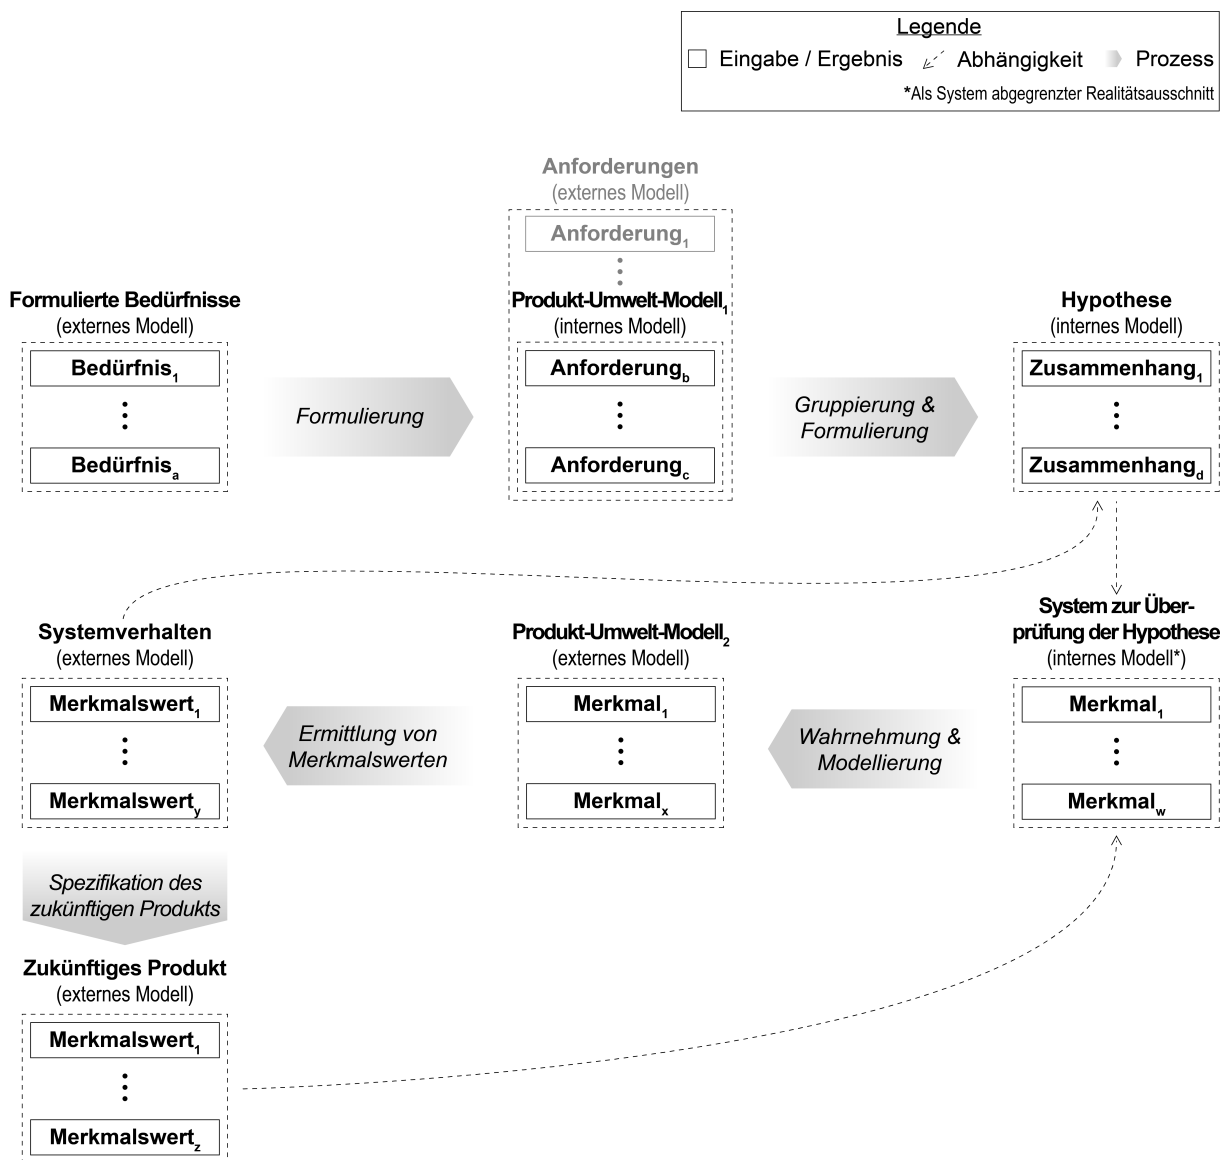 Legende
Eingabe / Ergebnis Abhängigkeit Prozess
*Als System abgegrenzter Realitätsausschnitt
Anforderungen
(externes Modell)
Anforderung1
Formulierte Bedürfnisse
(externes Modell)
Bedürfnis1
Bedürfnisa
Formulierung
Produkt-Umwelt-Modell1
(internes Modell)
Anforderungb
Anforderungc
Gruppierung &
Formulierung
Hypothese
(internes Modell)
Zusammenhang1
Zusammenhangd
System zur Über-
prüfung der Hypothese
(internes Modell*)
Merkmal1
Merkmalw
Wahrnehmung &
Modellierung
Produkt-Umwelt-Modell2
(externes Modell)
Merkmal1
Merkmalx
Ermittlung von
Merkmalswerten
Systemverhalten
(externes Modell)
Merkmalswert1
Merkmalswerty
Spezifikation des
zukünftigen Produkts
Zukünftiges Produkt
(externes Modell)
Merkmalswert1
Merkmalswertz